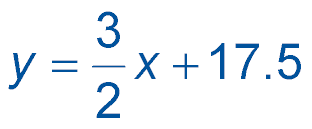 y = 3/2 x + 17.5